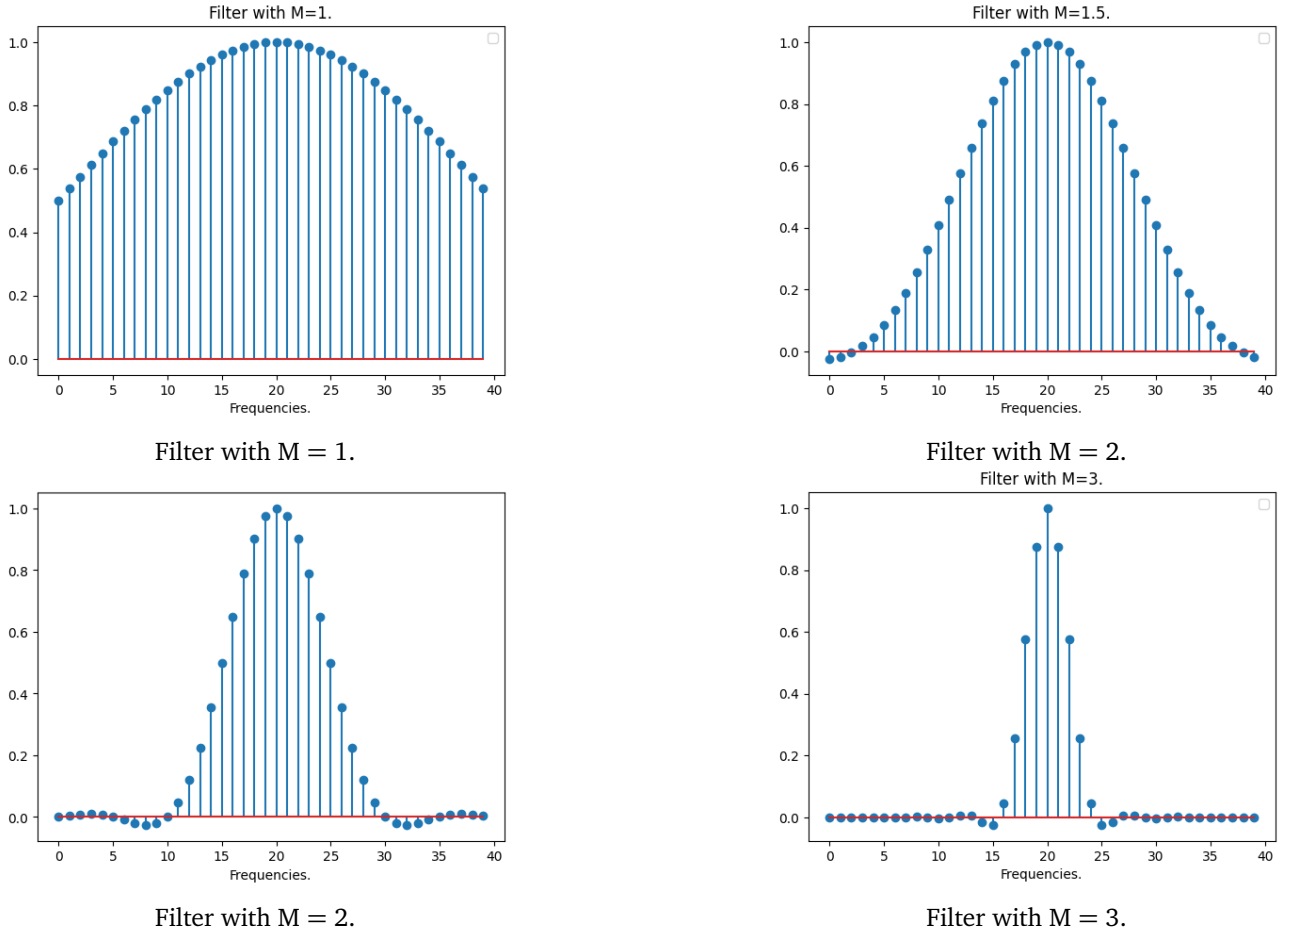 Filter with M=1.
1.0
0.8
0.6
0.4
0.2
0.0
0 5 10 15 20 25 30 35 40
Frequencies.
Filter with M = 1.
Filter with M=1.5.
1.0
0.8
0.6
0.4
0.2
0.0
0 5 10 15 20 25 30 35 40
Frequencies.
Filter with M = 2.
1.0
0.8
0.6
0.4
0.2
0.0
0 5 10 15 20 25 30 35 40
Frequencies.
Filter with M = 2.
Filter with M=3.
1.0
0.8
0.6
0.4
0.2
0.0
0 5 10 15 20 25 30 35 40
Frequencies.
Filter with M = 3.